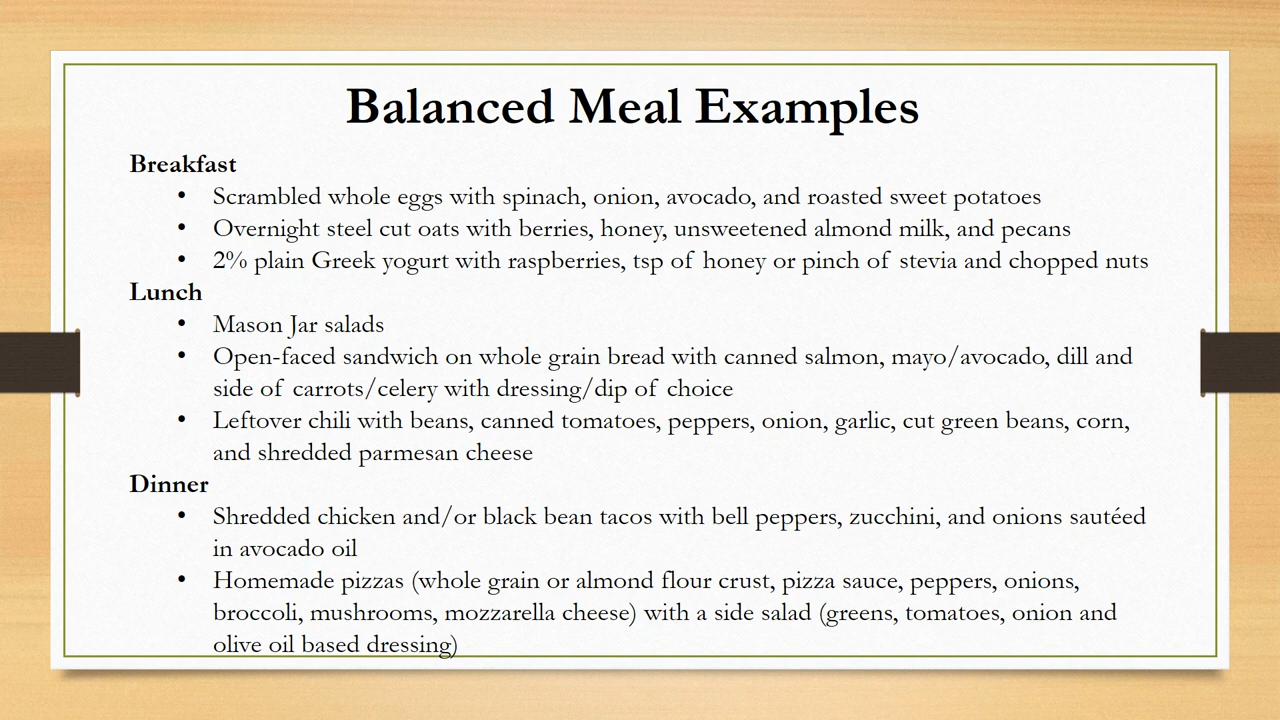 Balanced Meal Examples
Breakfast
• Scrambled whole eggs with spinach, onion, avocado, and roasted sweet potatoes
• Overnight steel cut oats with berries, honey, unsweetened almond milk, and pecans
• 2% plain Greek yogurt with raspberries, tsp of honey or pinch of stevia and chopped nuts
Lunch
• Mason Jar salads
• Open-faced sandwich on whole grain bread with canned salmon, mayo/avocado, dill and
side of carrots/celery with dressing/dip of choice
• Leftover chili with beans, canned tomatoes, peppers, onion, garlic, cut green beans, corn,
and shredded parmesan cheese
Dinner
• Shredded chicken and/or black bean tacos with bell peppers, zucchini, and onions sautéed
in avocado oil
• Homemade pizzas (whole grain or almond flour crust, pizza sauce, peppers, onions,
broccoli, mushrooms, mozzarella cheese) with a side salad (greens, tomatoes, onion and
olive oil based dressing)